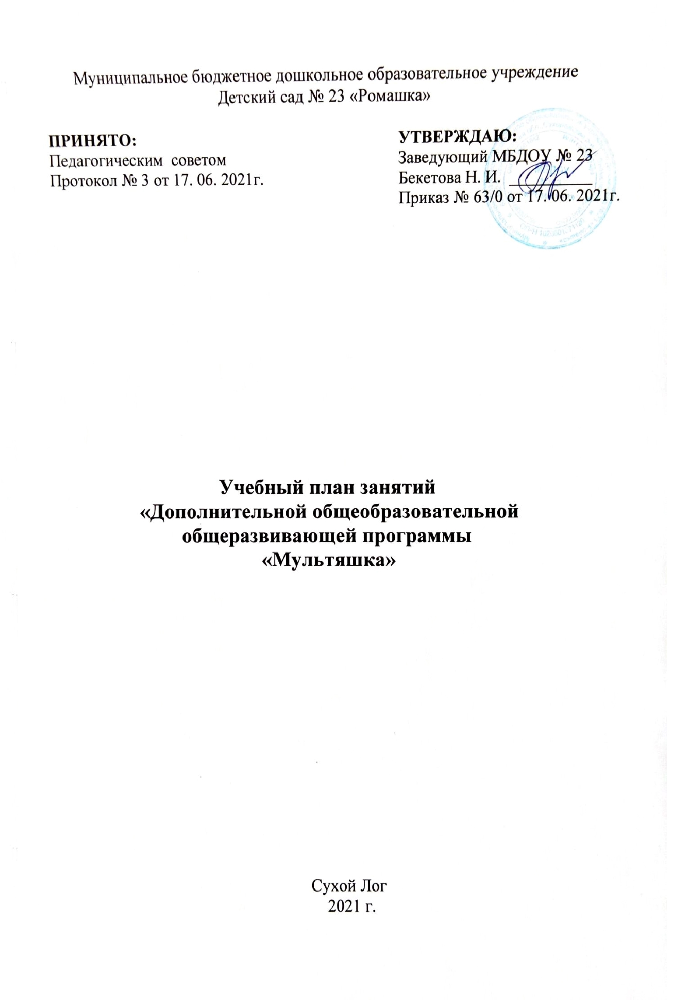 Муниципальное бюджетное дошкольное образовательное учреждение
Детский сад № 23 «Ромашка»
ПРИНЯТО:
Педагогическим советом
Протокол № 3 от 17. 06. 2021г.
УТВЕРЖДАЮ:
Заведующий МБДОУ № 23
Бекетова Н. И. ___________
Приказ № 63/0 от 17. 06. 2021г.
Учебный план занятий
«Дополнительной общеобразовательной
общеразвивающей программы
«Мультяшка»
Сухой Лог
2021 г.